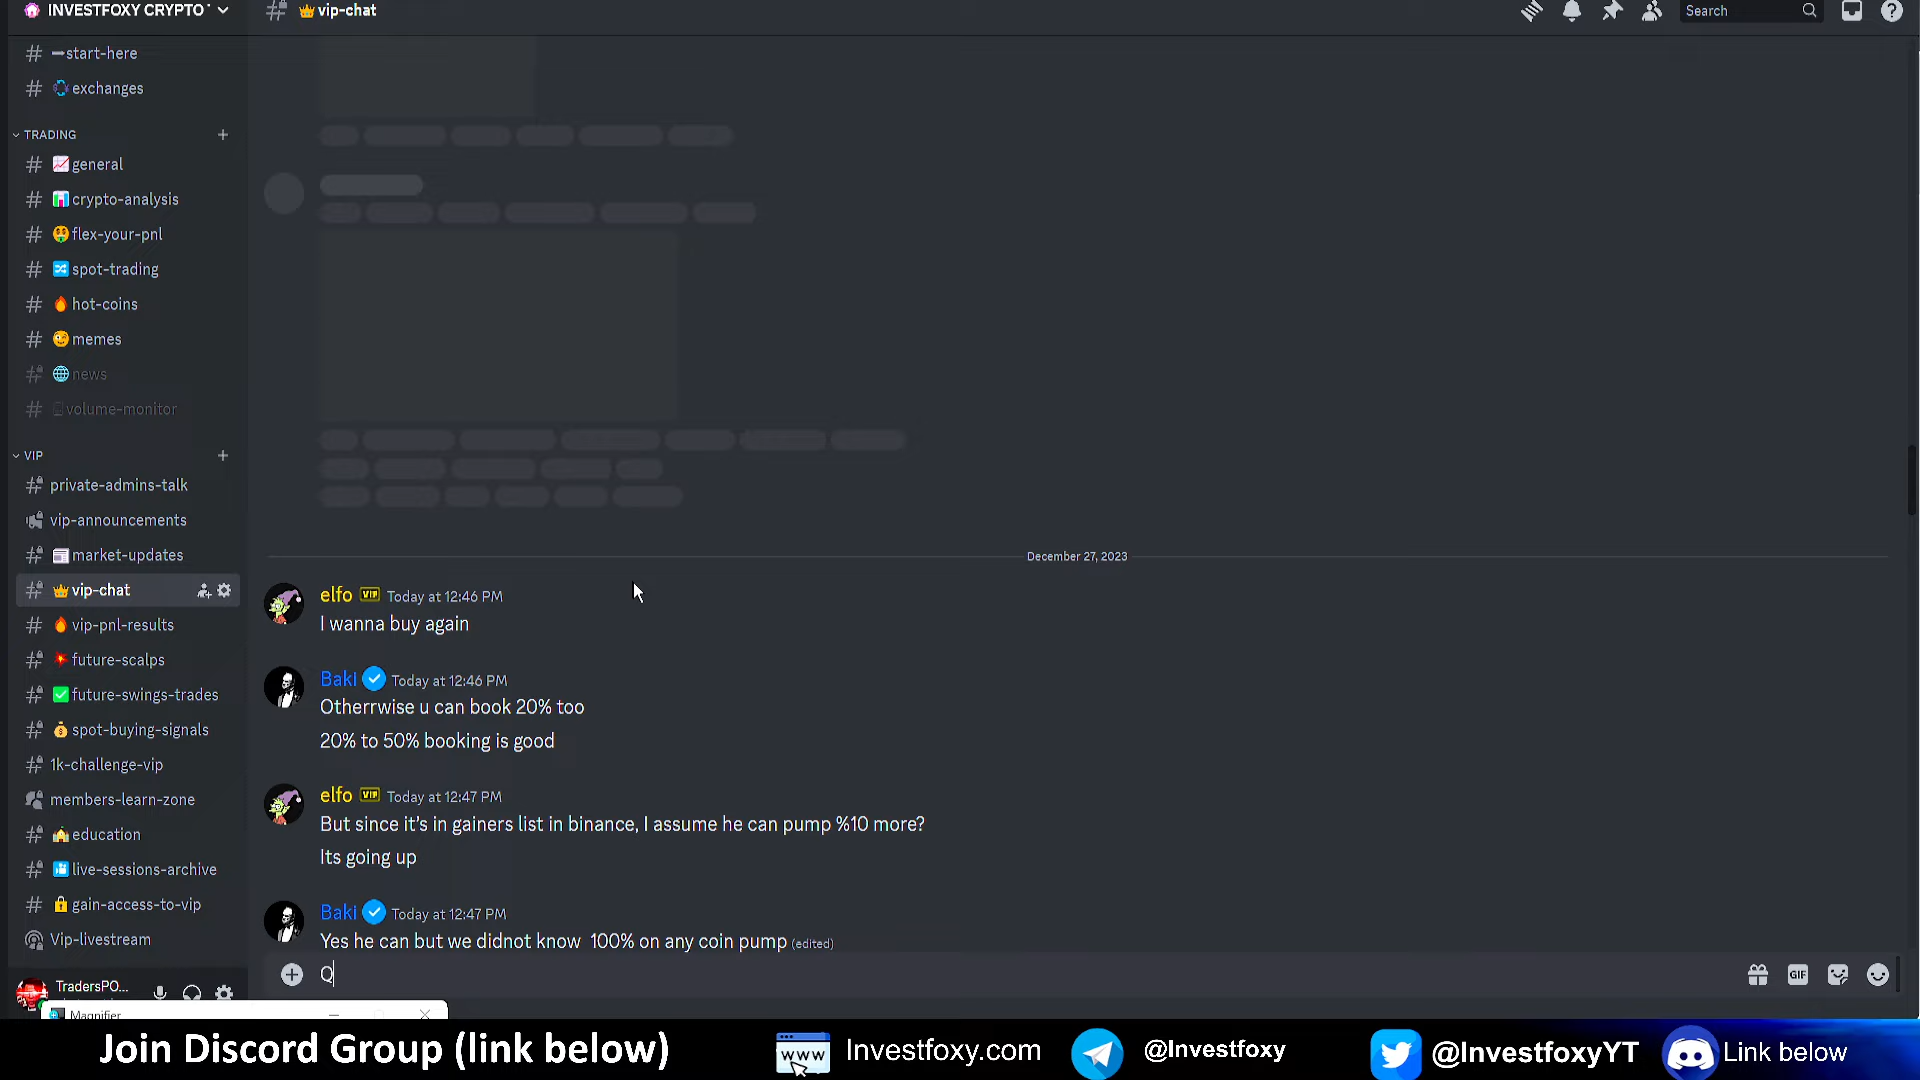 INVESTFOXY CRYPTO
vip-chat
Search
start-here
exchanges
TRADING
general
crypto-analysis
flex-your-pnl
spot-trading
hot-coins
memes
news
volume-monitor
VIP
private-admins-talk
vip-announcements
market-updates
vip-chat
vip-pnl-results
future-scalps
future-swings-trades
spot-buying-signals
1k-challenge-vip
members-learn-zone
education
live-sessions-archive
gain-access-to-vip
Vip-livestream
TradersPO...
Magnifier
December 27, 2023
elfo VIP Today at 12:46 PM
I wanna buy again
Baki Today at 12:46 PM
Otherrwise u can book 20% too
20% to 50% booking is good
elfo VIP Today at 12:47 PM
But since it's in gainers list in binance, I assume he can pump %10 more?
Its going up
Baki Today at 12:47 PM
Yes he can but we didnot know 100% on any coin pump (edited)
Q
GIF
Join Discord Group (link below)
WWW
Investfoxy.com
@Investfoxy
@InvestfoxyYT
Link below